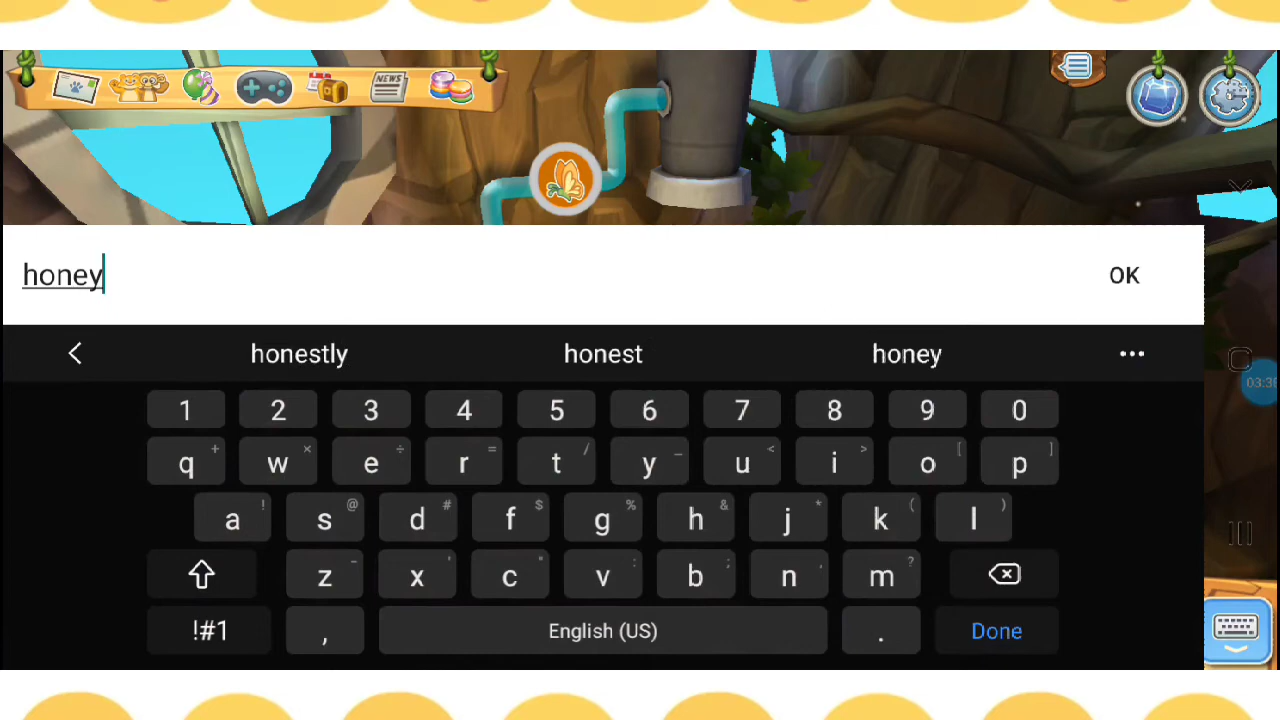 NEWS
honey OK
honestly honest honey •••
1 2 3 4 5 6 7 8 9 0
q + w × e ÷ r = t / y _ u < i > o [ p ]
a ! s @ d # f $ g % h & j * k ( l )
z - x ' c " v : b ; n , m ?
!#1 , English (US) . Done